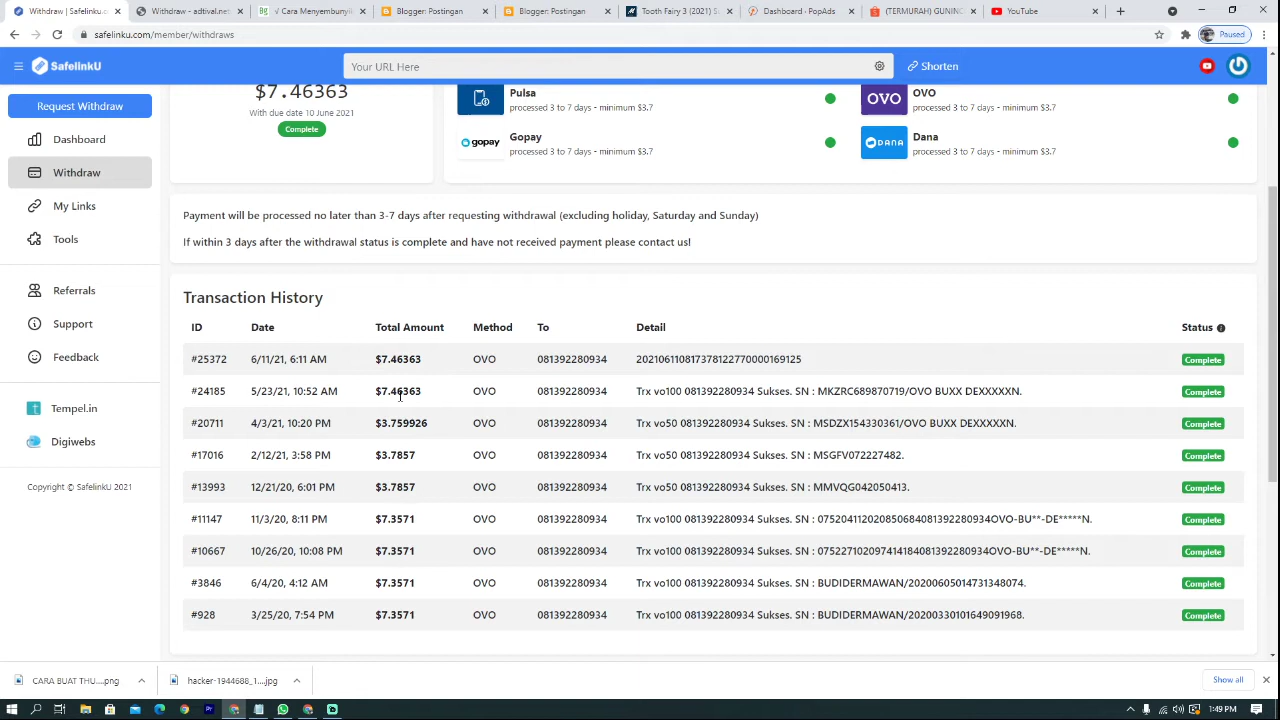 Withdraw | Safelinku.c
Withdraw - adtival.net
√ Cara Menyembunyik
Blogger: Postingan
Blogger: Postingan
Tooth Fairy 3 (2021) S
Dashboard - PopAds
(TERMURAH) GUNINC
YouTube
safelinku.com/member/withdraws
Paused
SafelinkU
Your URL Here
Shorten
Request Withdraw
Dashboard
Withdraw
My Links
Tools
Referrals
Support
Feedback
Tempel.in
Digiwebs
Copyright © SafelinkU 2021
$7.46363
With due date 10 June 2021
Complete
Pulsa
processed 3 to 7 days - minimum $3.7
OVO
OVO
processed 3 to 7 days - minimum $3.7
gopay
Gopay
processed 3 to 7 days - minimum $3.7
DANA
Dana
processed 3 to 7 days - minimum $3.7
Payment will be processed no later than 3-7 days after requesting withdrawal (excluding holiday, Saturday and Sunday)
If within 3 days after the withdrawal status is complete and have not received payment please contact us!
Transaction History
ID Date Total Amount Method To Detail Status
#25372 6/11/21, 6:11 AM $7.46363 OVO 081392280934 20210611081737812277000016912​5 Complete
#24185 5/23/21, 10:52 AM $7.46363 OVO 081392280934 Trx vo100 081392280934 Sukses. SN : MKZRC689870719/OVO BUXX DEXXXXXN. Complete
#20711 4/3/21, 10:20 PM $3.759926 OVO 081392280934 Trx vo50 081392280934 Sukses. SN : MSDZX154330361/OVO BUXX DEXXXXXN. Complete
#17016 2/12/21, 3:58 PM $3.7857 OVO 081392280934 Trx vo50 081392280934 Sukses. SN : MSGFV072227482. Complete
#13993 12/21/20, 6:01 PM $3.7857 OVO 081392280934 Trx vo50 081392280934 Sukses. SN : MMVQG042050413. Complete
#11147 11/3/20, 8:11 PM $7.3571 OVO 081392280934 Trx vo100 081392280934 Sukses. SN : 075204112020850684081392280934OVO-BU**-DE*****N. Complete
#10667 10/26/20, 10:08 PM $7.3571 OVO 081392280934 Trx vo100 081392280934 Sukses. SN : 075227102097414184081392280934OVO-BU**-DE*****N. Complete
#3846 6/4/20, 4:12 AM $7.3571 OVO 081392280934 Trx vo100 081392280934 Sukses. SN : BUDIDERMAWAN/20200605014731348074. Complete
#928 3/25/20, 7:54 PM $7.3571 OVO 081392280934 Trx vo100 081392280934 Sukses. SN : BUDIDERMAWAN/20200330101649091968. Complete
CARA BUAT THU....png
hacker-1944688_1....jpg
Show all
1:49 PM